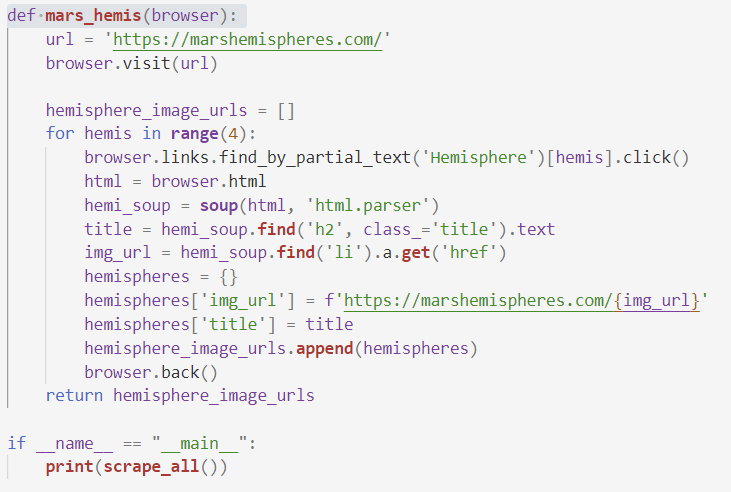 def mars_hemis(browser):
    url = 'https://marshemispheres.com/'
    browser.visit(url)

    hemisphere_image_urls = []
    for hemis in range(4):
        browser.links.find_by_partial_text('Hemisphere')[hemis].click()
        html = browser.html
        hemi_soup = soup(html, 'html.parser')
        title = hemi_soup.find('h2', class_='title').text
        img_url = hemi_soup.find('li').a.get('href')
        hemispheres = {}
        hemispheres['img_url'] = f'https://marshemispheres.com/{img_url}'
        hemispheres['title'] = title
        hemisphere_image_urls.append(hemispheres)
        browser.back()
    return hemisphere_image_urls

if __name__ == "__main__":
    print(scrape_all())